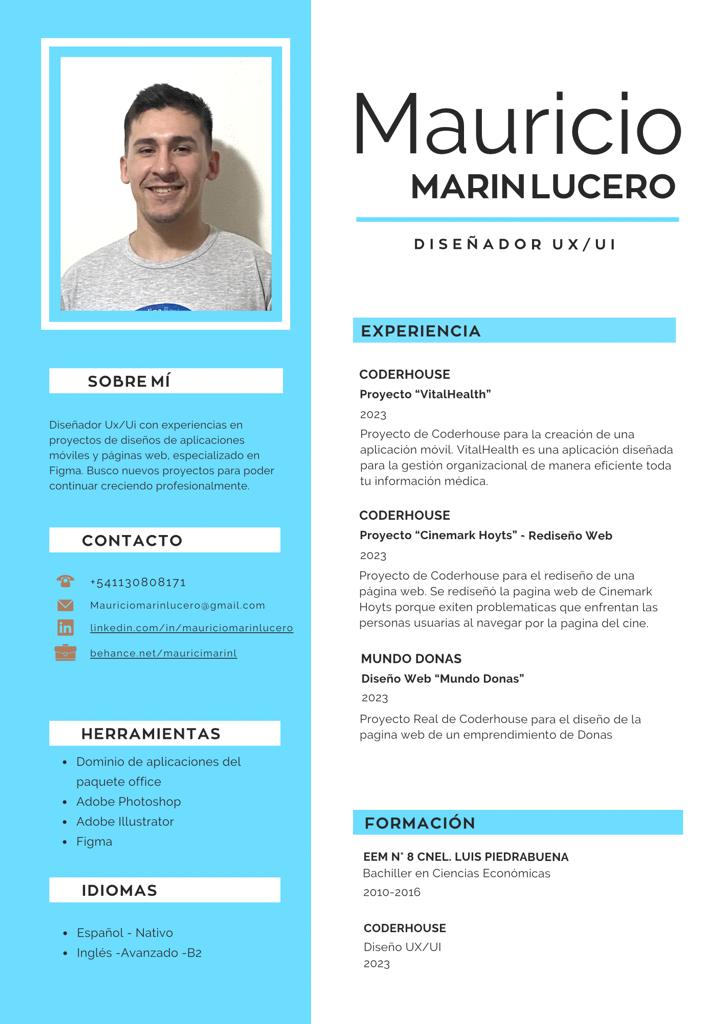 Mauricio
MARIN LUCERO
DISEÑADOR UX/UI
SOBRE MÍ
Diseñador Ux/Ui con experiencias en
proyectos de diseños de aplicaciones
móviles y páginas web, especializado en
Figma. Busco nuevos proyectos para poder
continuar creciendo profesionalmente.
CONTACTO
+541130808171
Mauriciomarinlucero@gmail.com
linkedin.com/in/mauriciomarinlucero
behance.net/mauricimarinl
HERRAMIENTAS
• Dominio de aplicaciones del
paquete office
• Adobe Photoshop
• Adobe Illustrator
• Figma
IDIOMAS
• Español - Nativo
• Inglés -Avanzado -B2
EXPERIENCIA
CODERHOUSE
Proyecto “VitalHealth”
2023
Proyecto de Coderhouse para la creación de una
aplicación móvil. VitalHealth es una aplicación diseñada
para la gestión organizacional de manera eficiente toda
tu información médica.
CODERHOUSE
Proyecto “Cinemark Hoyts” - Rediseño Web
2023
Proyecto de Coderhouse para el rediseño de una
página web. Se rediseñó la pagina web de Cinemark
Hoyts porque exiten problematicas que enfrentan las
personas usuarias al navegar por la pagina del cine.
MUNDO DONAS
Diseño Web “Mundo Donas”
2023
Proyecto Real de Coderhouse para el diseño de la
pagina web de un emprendimiento de Donas
FORMACIÓN
EEM N° 8 CNEL. LUIS PIEDRABUENA
Bachiller en Ciencias Económicas
2010-2016
CODERHOUSE
Diseño UX/UI
2023